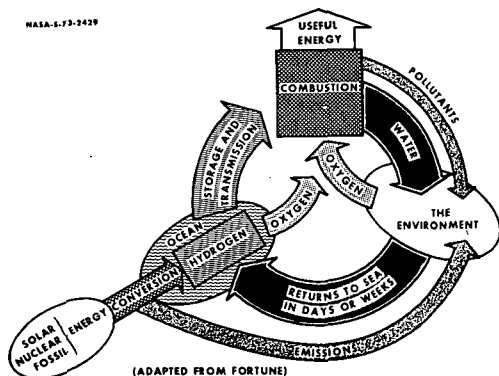 NASA-S-73-2429
USEFUL
ENERGY
COMBUSTION
POLLUTANTS
WATER
STORAGE AND
TRANSMISSION
OXYGEN
OXYGEN
THE
ENVIRONMENT
OCEAN
HYDROGEN
CONVERSION
RETURNS TO SEA
IN DAYS OR WEEKS
SOLAR
NUCLEAR
FOSSIL
ENERGY
EMISSIONS
(ADAPTED FROM FORTUNE)